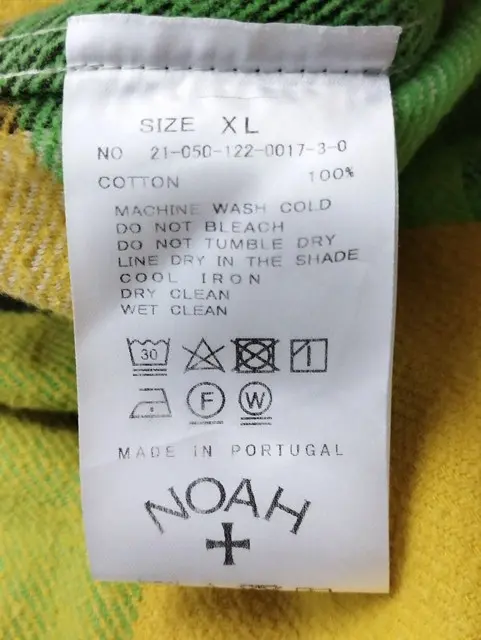 SIZE XL
NO 21-050-122-0017-3-0
COTTON 100%
MACHINE WASH COLD
DO NOT BLEACH
DO NOT TUMBLE DRY
LINE DRY IN THE SHADE
COOL IRON
DRY CLEAN
WET CLEAN
30
F W
MADE IN PORTUGAL
NOAH